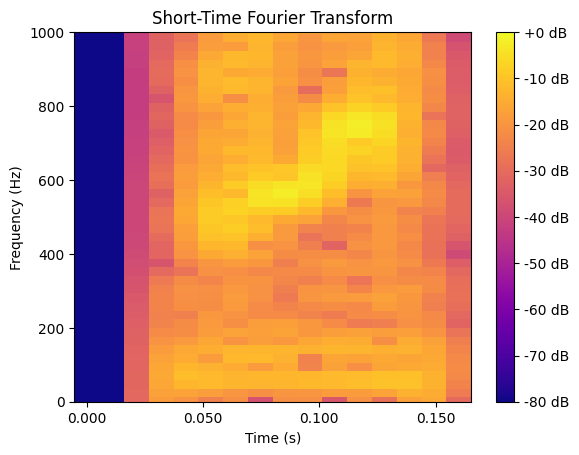 Short-Time Fourier Transform
1000
800
600
400
200
0
Frequency (Hz)
0.000
0.050
0.100
0.150
Time (s)
+0 dB
-10 dB
-20 dB
-30 dB
-40 dB
-50 dB
-60 dB
-70 dB
-80 dB